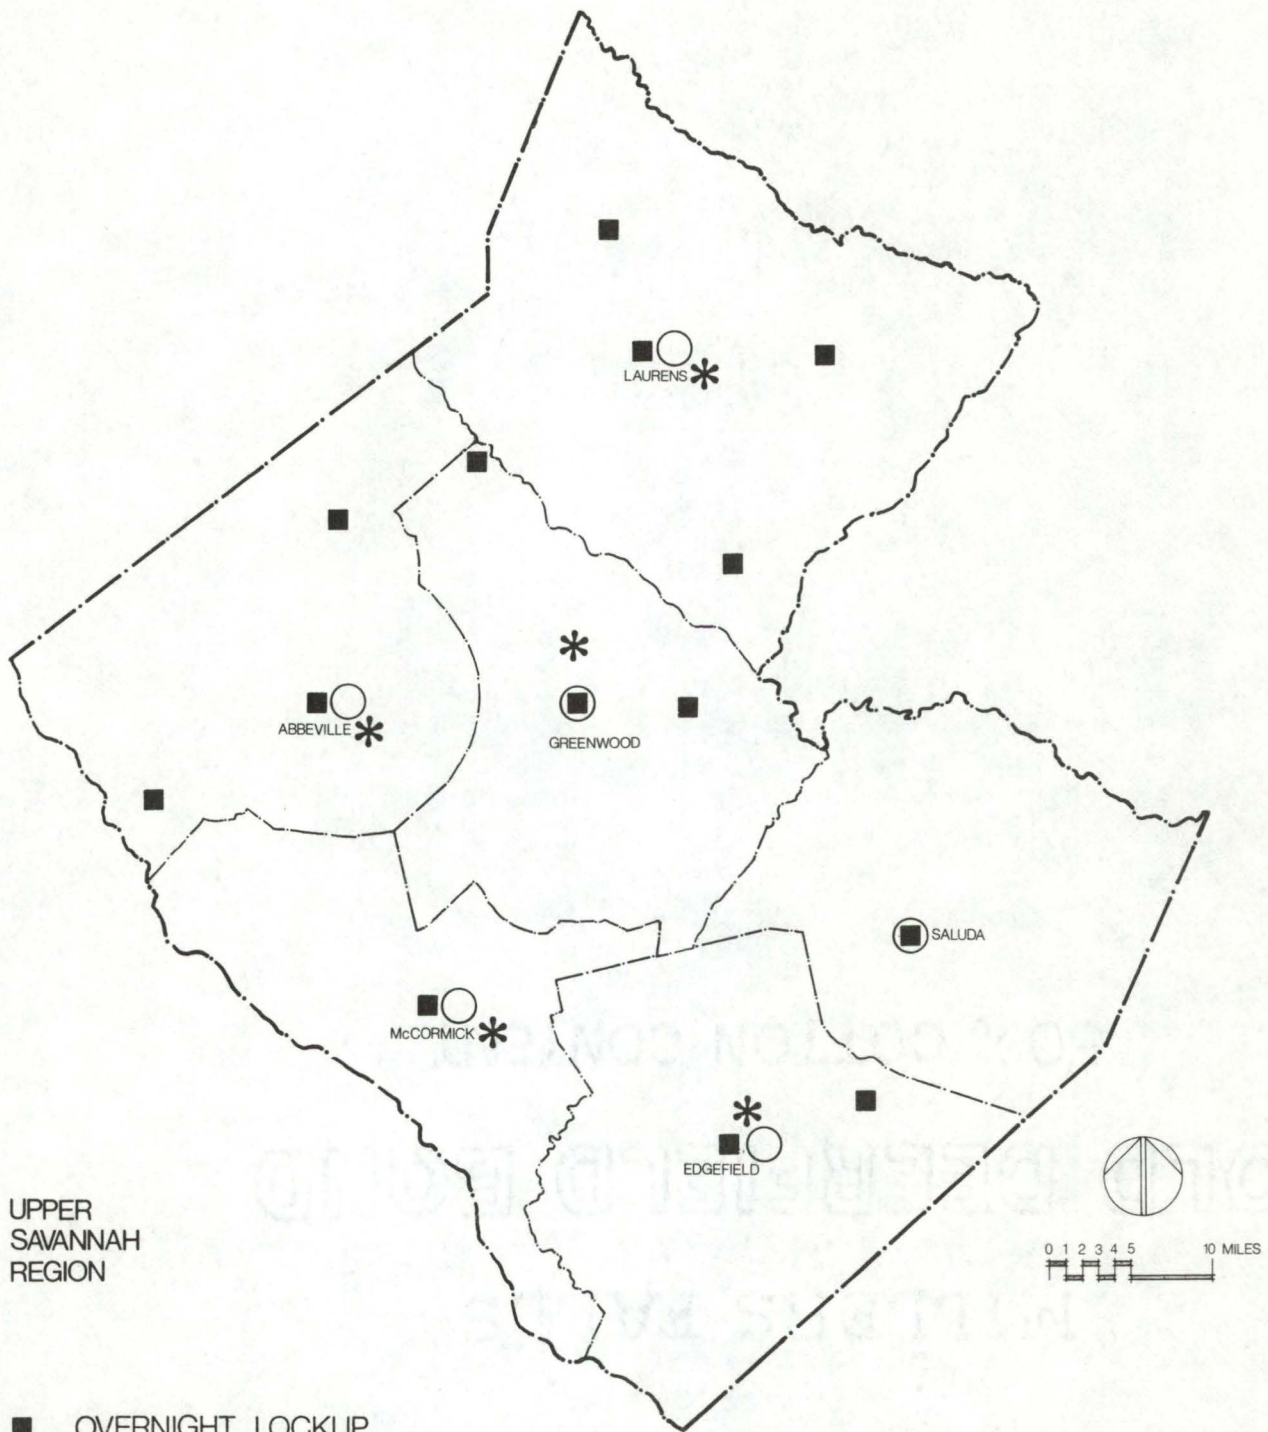 LAURENS
ABBEVILLE
GREENWOOD
SALUDA
McCORMICK
EDGEFIELD
UPPER
SAVANNAH
REGION
0 1 2 3 4 5 10 MILES
OVERNIGHT LOCKUP